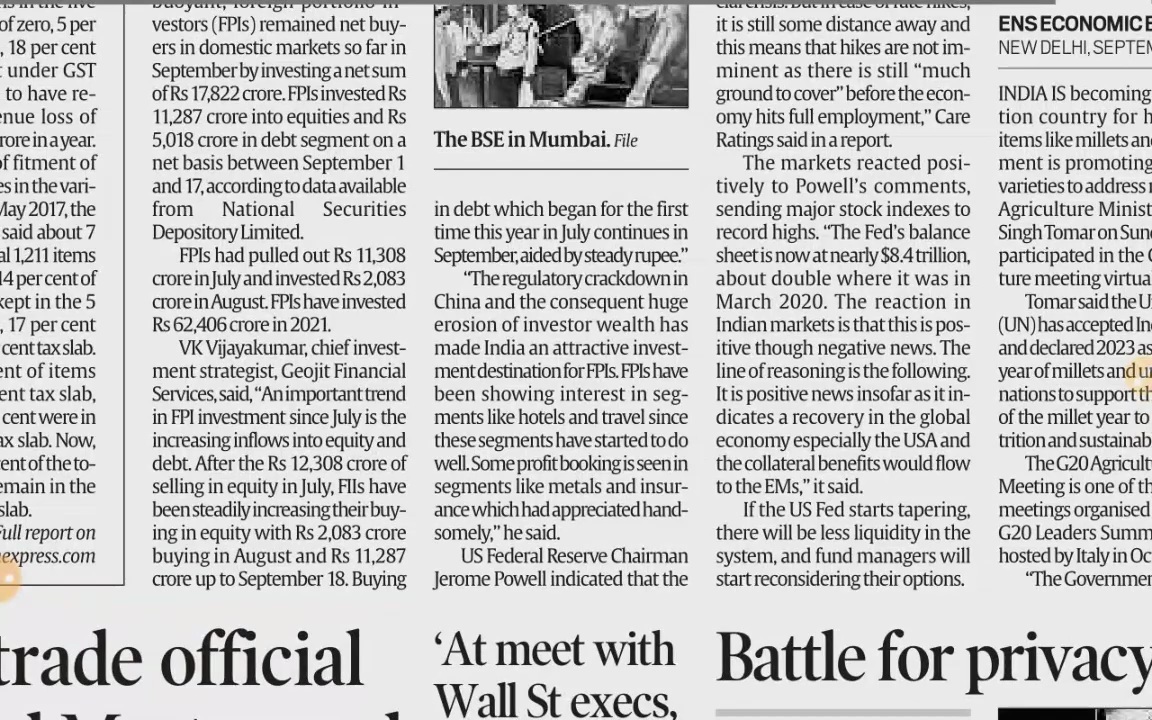 of zero, 5 per
, 18 per cent
under GST
to have re-
enue loss of
rore in a year.
of fitment of
es in the vari-
May 2017, the
said about 7
al 1,211 items
14 per cent of
kept in the 5
, 17 per cent
cent tax slab.
ent of items
ent tax slab,
cent were in
ax slab. Now,
cent of the to-
emain in the
slab.
Full report on
express.com
buoyant, foreign portfolio in-
vestors (FPIs) remained net buy-
ers in domestic markets so far in
September by investing a net sum
of Rs 17,822 crore. FPIs invested Rs
11,287 crore into equities and Rs
5,018 crore in debt segment on a
net basis between September 1
and 17, according to data available
from National Securities
Depository Limited.
FPIs had pulled out Rs 11,308
crore in July and invested Rs 2,083
crore in August. FPIs have invested
Rs 62,406 crore in 2021.
VK Vijayakumar, chief invest-
ment strategist, Geojit Financial
Services, said, “An important trend
in FPI investment since July is the
increasing inflows into equity and
debt. After the Rs 12,308 crore of
selling in equity in July, FIIs have
been steadily increasing their buy-
ing in equity with Rs 2,083 crore
buying in August and Rs 11,287
crore up to September 18. Buying
The BSE in Mumbai. File
in debt which began for the first
time this year in July continues in
September, aided by steady rupee.”
“The regulatory crackdown in
China and the consequent huge
erosion of investor wealth has
made India an attractive invest-
ment destination for FPIs. FPIs have
been showing interest in seg-
ments like hotels and travel since
these segments have started to do
well. Some profit booking is seen in
segments like metals and insur-
ance which had appreciated hand-
somely,” he said.
US Federal Reserve Chairman
Jerome Powell indicated that the
it is still some distance away and
this means that hikes are not im-
minent as there is still “much
ground to cover” before the econ-
omy hits full employment,” Care
Ratings said in a report.
The markets reacted posi-
tively to Powell’s comments,
sending major stock indexes to
record highs. “The Fed’s balance
sheet is now at nearly $8.4 trillion,
about double where it was in
March 2020. The reaction in
Indian markets is that this is pos-
itive though negative news. The
line of reasoning is the following.
It is positive news insofar as it in-
dicates a recovery in the global
economy especially the USA and
the collateral benefits would flow
to the EMs,” it said.
If the US Fed starts tapering,
there will be less liquidity in the
system, and fund managers will
start reconsidering their options.
ENS ECONOMIC B
NEW DELHI, SEPTEM
INDIA IS becoming
tion country for h
items like millets and
ment is promoting
varieties to address
Agriculture Minist
Singh Tomar on Sun
participated in the G
ture meeting virtua
Tomar said the U
(UN) has accepted In
and declared 2023 as
year of millets and u
nations to support th
of the millet year to
trition and sustainab
The G20 Agricult
Meeting is one of th
meetings organised
G20 Leaders Summ
hosted by Italy in Oc
“The Governmen
trade official
‘At meet with
Wall St execs,
Battle for privacy